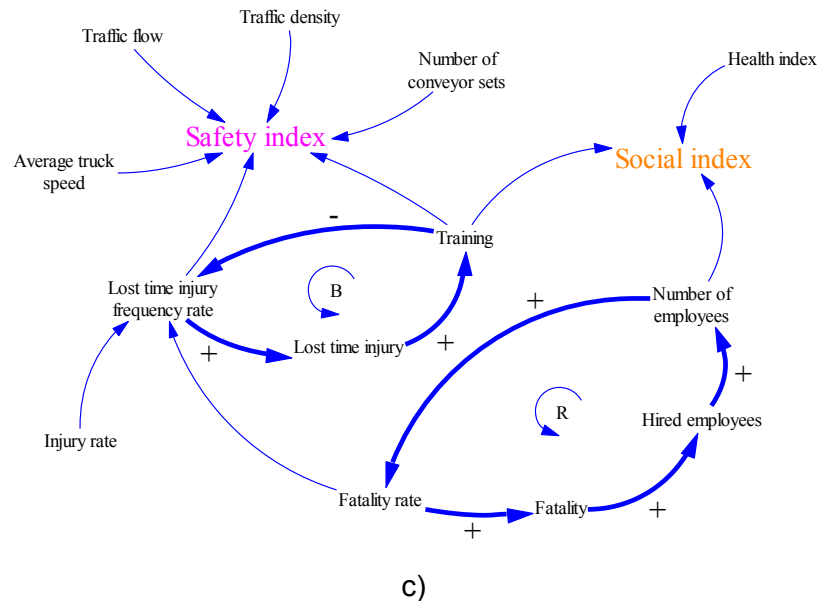 Traffic density
Traffic flow
Number of
conveyor sets
Health index
Safety index
Social index
Average truck
speed
-
Training
Lost time injury
frequency rate
B
+
Number of
employees
+
Lost time injury
+
+
R
Hired employees
Injury rate
Fatality rate
Fatality
+
+
c)